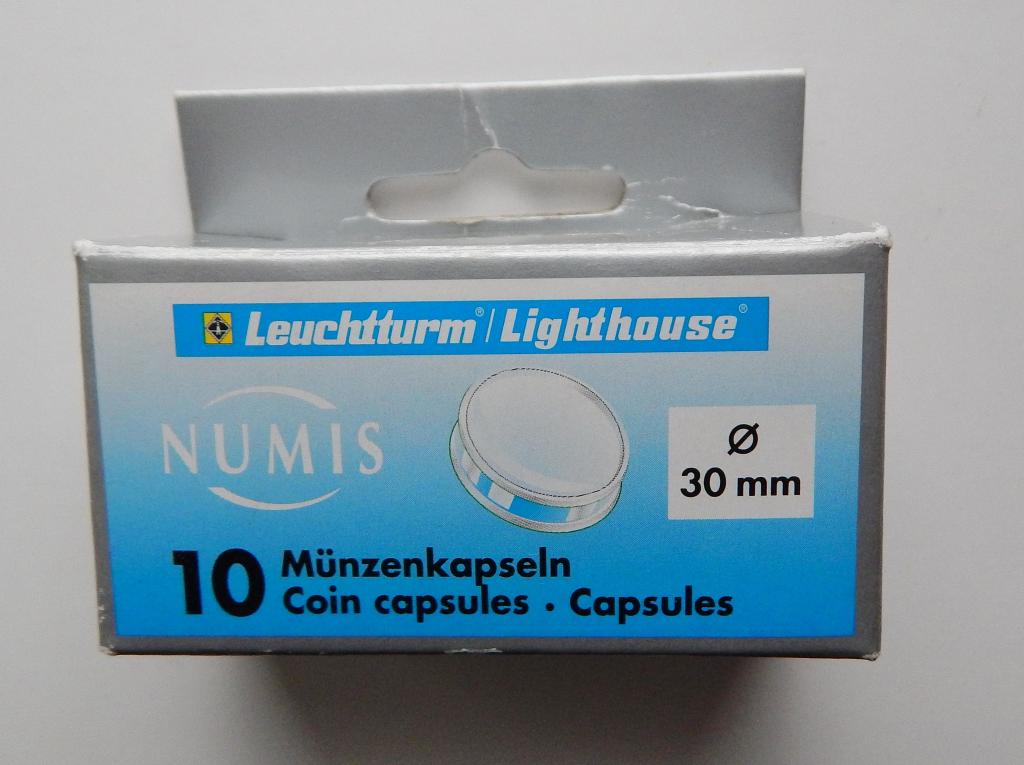 Leuchtturm® / Lighthouse®
NUMIS
Ø
30 mm
10 Münzenkapseln
Coin capsules • Capsules